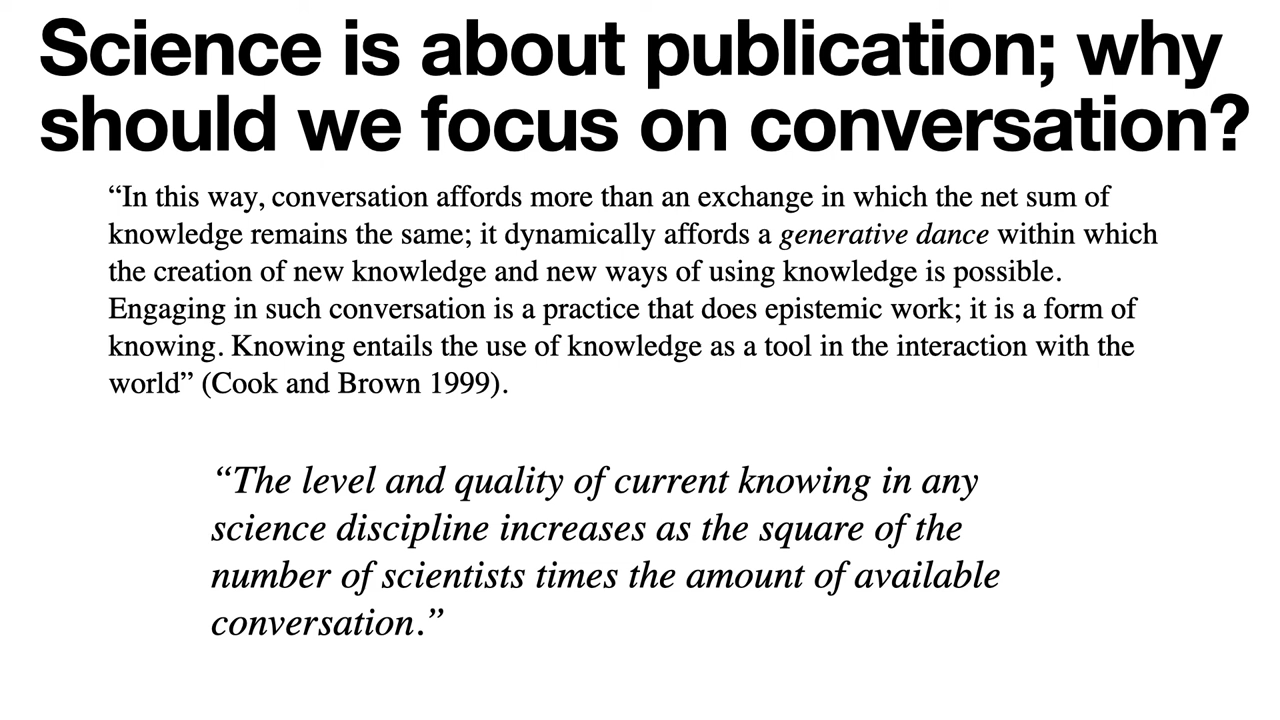 Science is about publication; why
should we focus on conversation?
“In this way, conversation affords more than an exchange in which the net sum of
knowledge remains the same; it dynamically affords a generative dance within which
the creation of new knowledge and new ways of using knowledge is possible.
Engaging in such conversation is a practice that does epistemic work; it is a form of
knowing. Knowing entails the use of knowledge as a tool in the interaction with the
world” (Cook and Brown 1999).
“The level and quality of current knowing in any
science discipline increases as the square of the
number of scientists times the amount of available
conversation.”